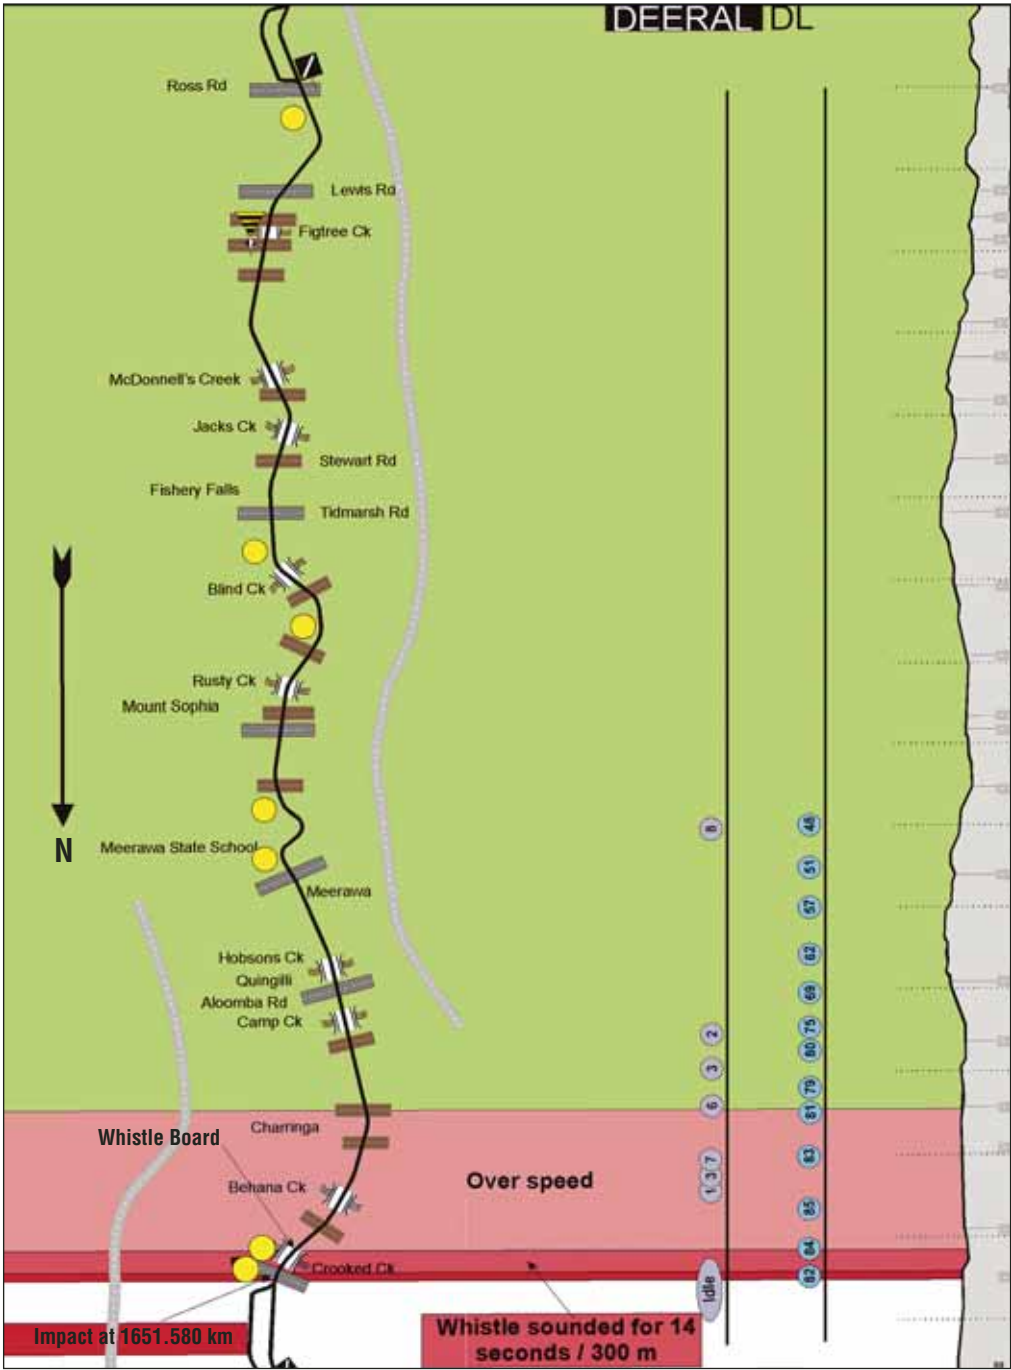 DEERAL DL
Ross Rd
Lewis Rd
Figtree Ck
McDonnell's Creek
Jacks Ck
Stewart Rd
Fishery Falls
Tidmarsh Rd
Blind Ck
Rusty Ck
Mount Sophia
N
8
48
Meerawa State School
51
Meerawa
57
Hobsons Ck
62
Quingilli
69
Aloomba Rd
Camp Ck
2
75
80
3
79
6
81
Charringa
Whistle Board
7
83
3
Over speed
Behana Ck
1
85
84
Crooked Ck
82
Idle
Impact at 1651.580 km
Whistle sounded for 14
seconds / 300 m